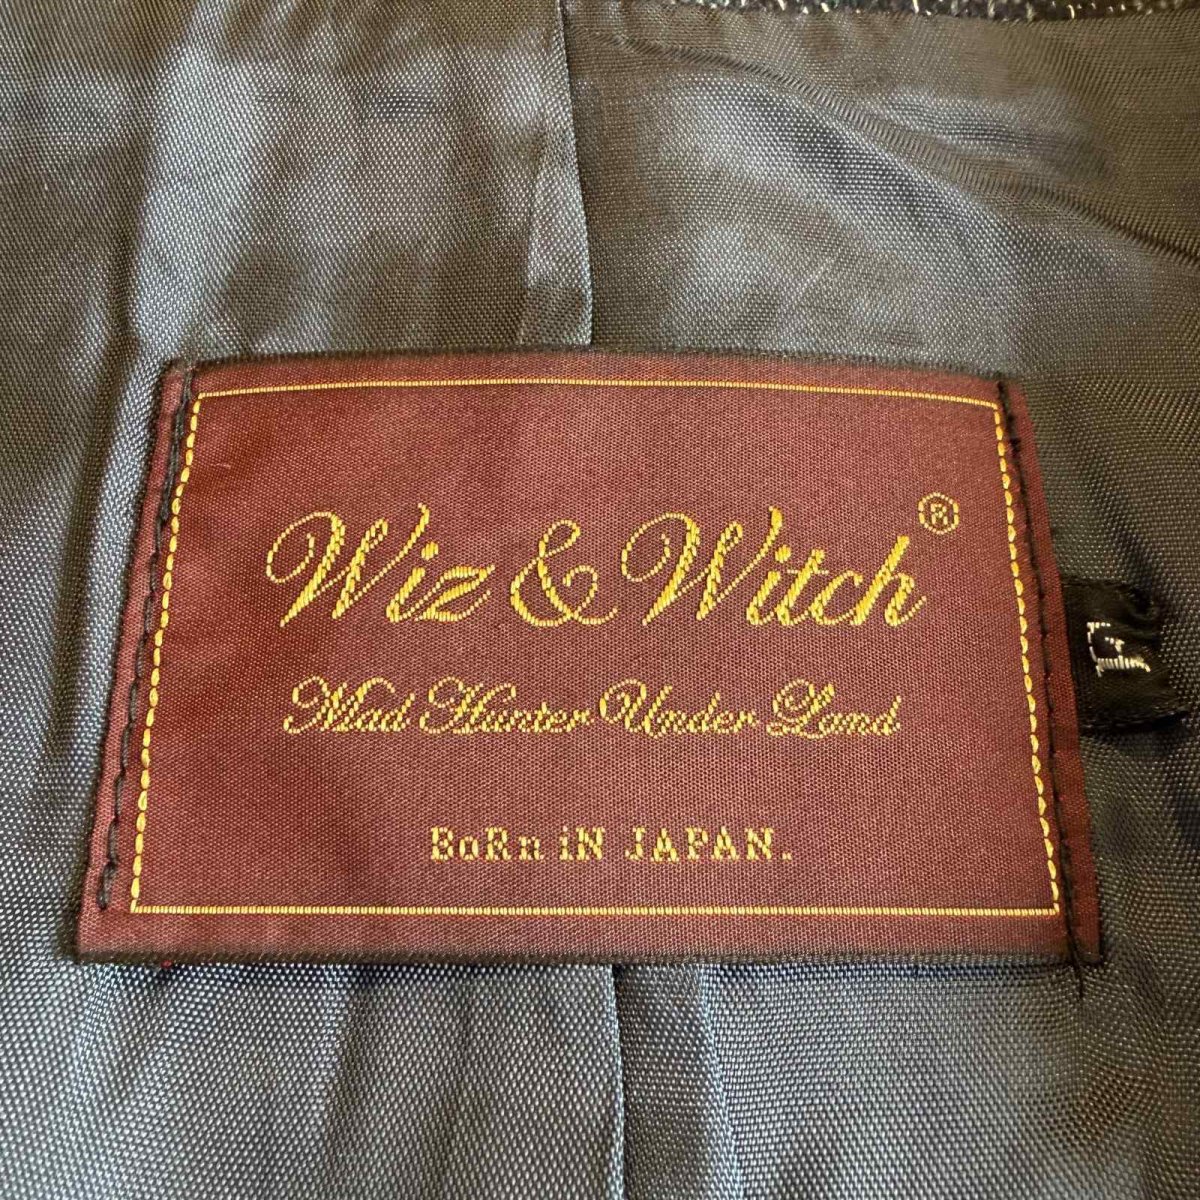 Wiz & Witch®
Mad Hunter Under Land
BoRn iN JAPAN.
L